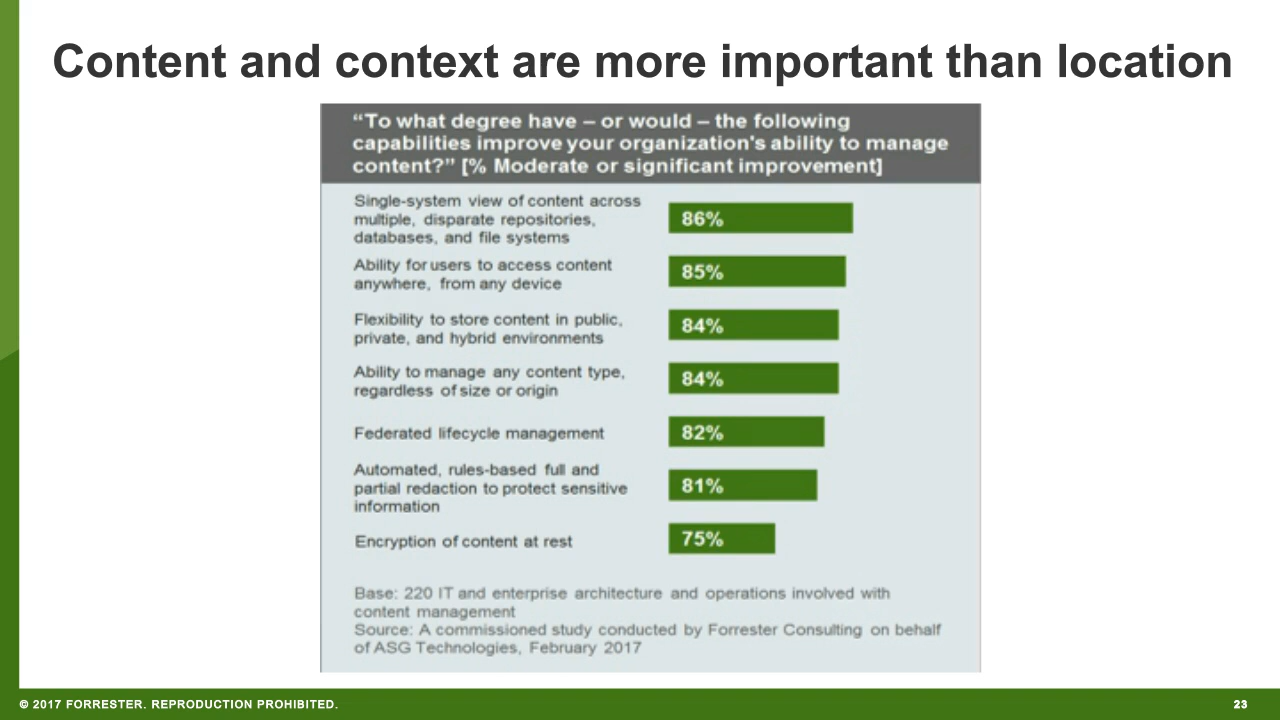 Content and context are more important than location
“To what degree have – or would – the following
capabilities improve your organization's ability to manage
content?” [% Moderate or significant improvement]
Single-system view of content across
multiple, disparate repositories,
databases, and file systems
86%
Ability for users to access content
anywhere, from any device
85%
Flexibility to store content in public,
private, and hybrid environments
84%
Ability to manage any content type,
regardless of size or origin
84%
Federated lifecycle management
82%
Automated, rules-based full and
partial redaction to protect sensitive
information
81%
Encryption of content at rest
75%
Base: 220 IT and enterprise architecture and operations involved with
content management
Source: A commissioned study conducted by Forrester Consulting on behalf
of ASG Technologies, February 2017
© 2017 FORRESTER. REPRODUCTION PROHIBITED.
23